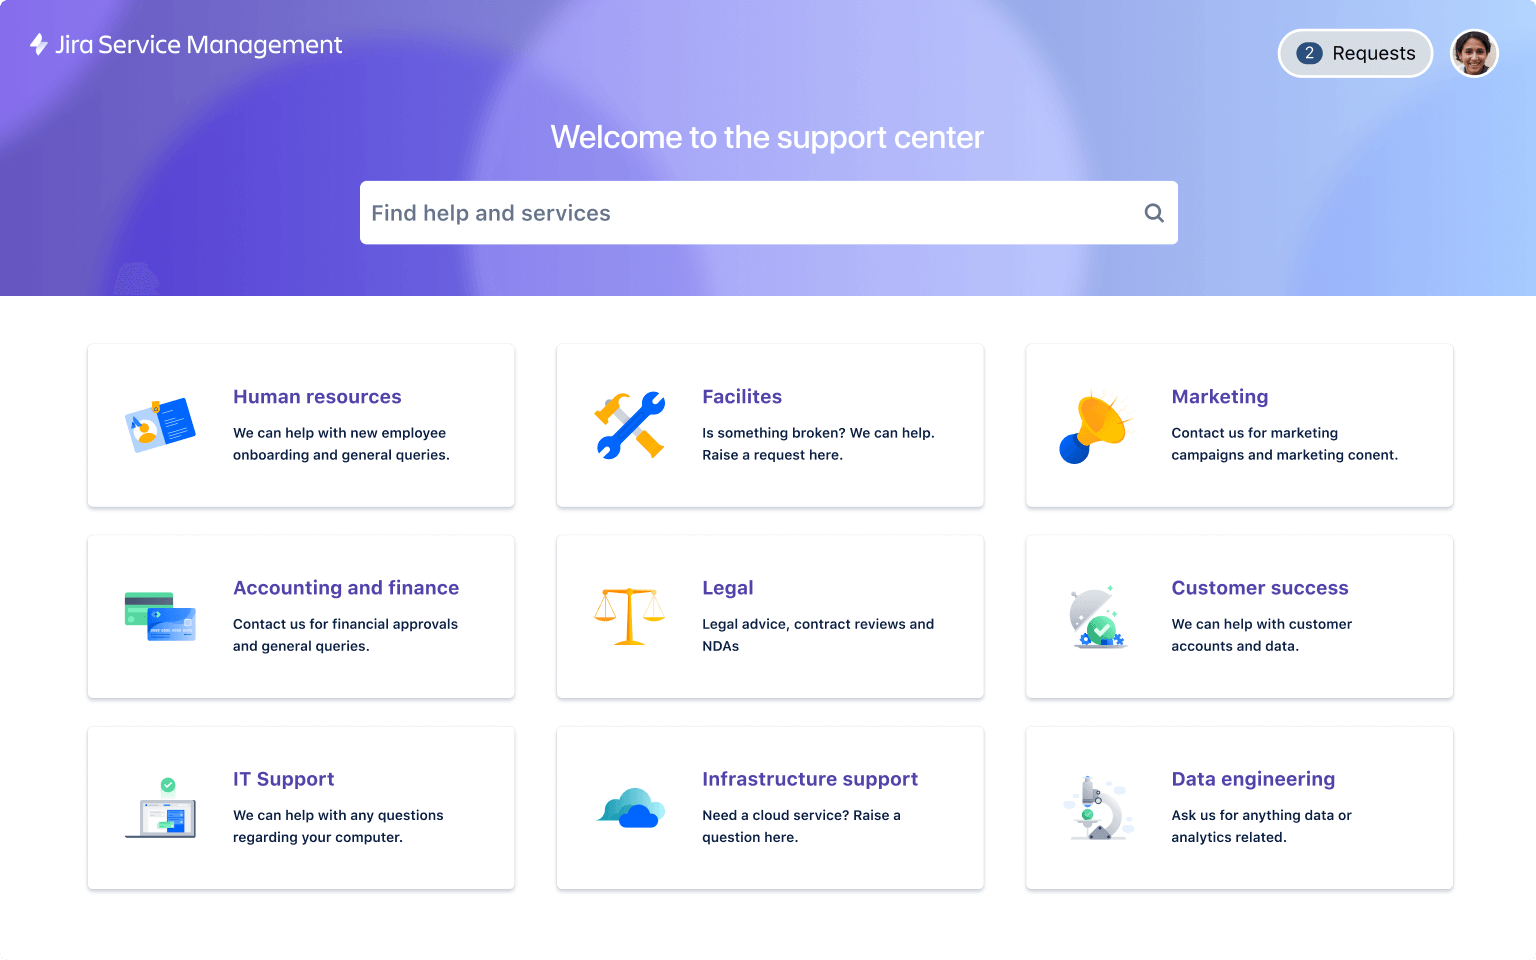 Jira Service Management
2 Requests
Welcome to the support center
Find help and services
Human resources
We can help with new employee
onboarding and general queries.
Facilites
Is something broken? We can help.
Raise a request here.
Marketing
Contact us for marketing
campaigns and marketing conent.
Accounting and finance
Contact us for financial approvals
and general queries.
Legal
Legal advice, contract reviews and
NDAs
Customer success
We can help with customer
accounts and data.
IT Support
We can help with any questions
regarding your computer.
Infrastructure support
Need a cloud service? Raise a
question here.
Data engineering
Ask us for anything data or
analytics related.